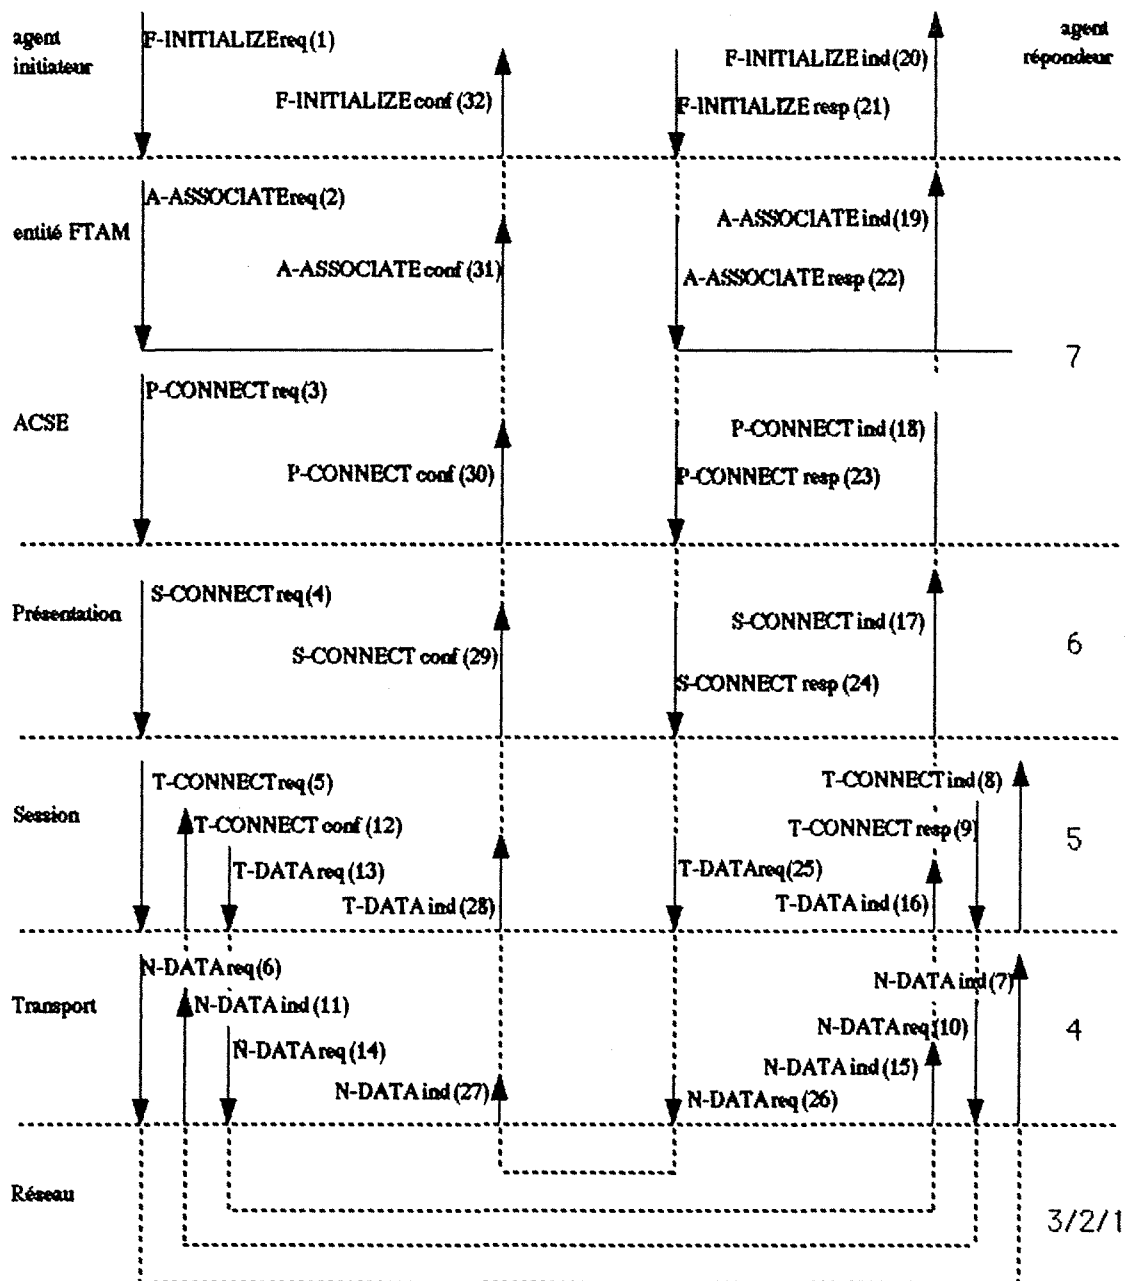 agent
initiateur
F-INITIALIZEreq (1)
F-INITIALIZE conf (32)
F-INITIALIZE ind (20)
F-INITIALIZE resp (21)
agent
répondeur
entité FTAM
A-ASSOCIATEreq (2)
A-ASSOCIATE conf (31)
A-ASSOCIATE ind (19)
A-ASSOCIATE resp (22)
7
ACSE
P-CONNECT req (3)
P-CONNECT conf (30)
P-CONNECT ind (18)
P-CONNECT resp (23)
Présentation
S-CONNECT req (4)
S-CONNECT conf (29)
S-CONNECT ind (17)
S-CONNECT resp (24)
6
Session
T-CONNECT req (5)
T-CONNECT conf (12)
T-DATA req (13)
T-DATA ind (28)
T-CONNECT ind (8)
T-CONNECT resp (9)
T-DATAreq (25)
T-DATA ind (16)
5
Transport
N-DATA req (6)
N-DATA ind (11)
N-DATA req (14)
N-DATA ind (27)
N-DATA ind (7)
N-DATA req (10)
N-DATA ind (15)
N-DATA req (26)
4
Réseau
3/2/1